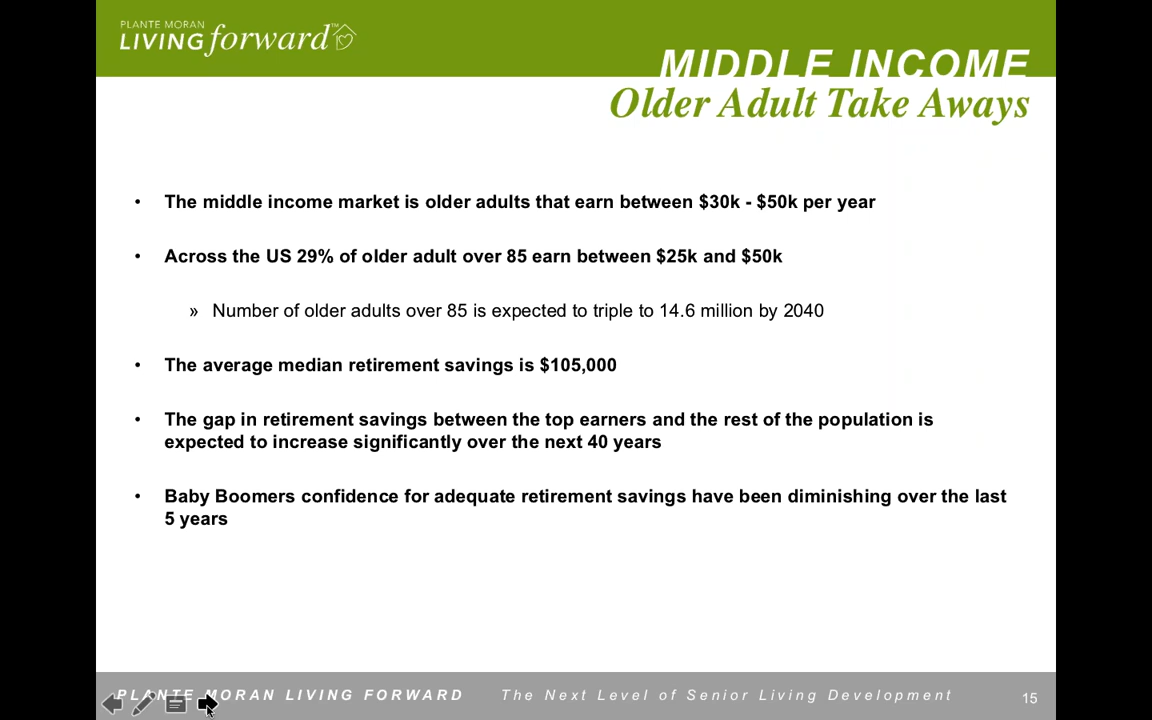 PLANTE MORAN
LIVING forward™
MIDDLE INCOME
Older Adult Take Aways
• The middle income market is older adults that earn between $30k - $50k per year
• Across the US 29% of older adult over 85 earn between $25k and $50k
» Number of older adults over 85 is expected to triple to 14.6 million by 2040
• The average median retirement savings is $105,000
• The gap in retirement savings between the top earners and the rest of the population is
expected to increase significantly over the next 40 years
• Baby Boomers confidence for adequate retirement savings have been diminishing over the last
5 years
PLANTE MORAN LIVING FORWARD The Next Level of Senior Living Development 15